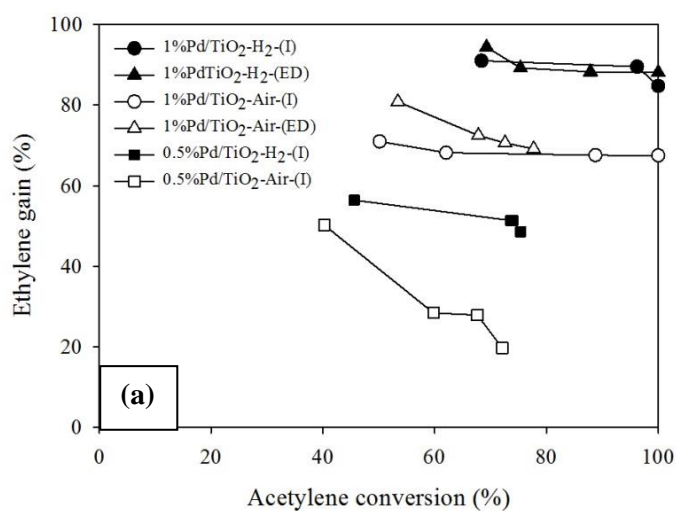 100
80
60
40
20
0
Ethylene gain (%)
1%Pd/TiO2-H2-(I)
1%PdTiO2-H2-(ED)
1%Pd/TiO2-Air-(I)
1%Pd/TiO2-Air-(ED)
0.5%Pd/TiO2-H2-(I)
0.5%Pd/TiO2-Air-(I)
(a)
0 20 40 60 80 100
Acetylene conversion (%)